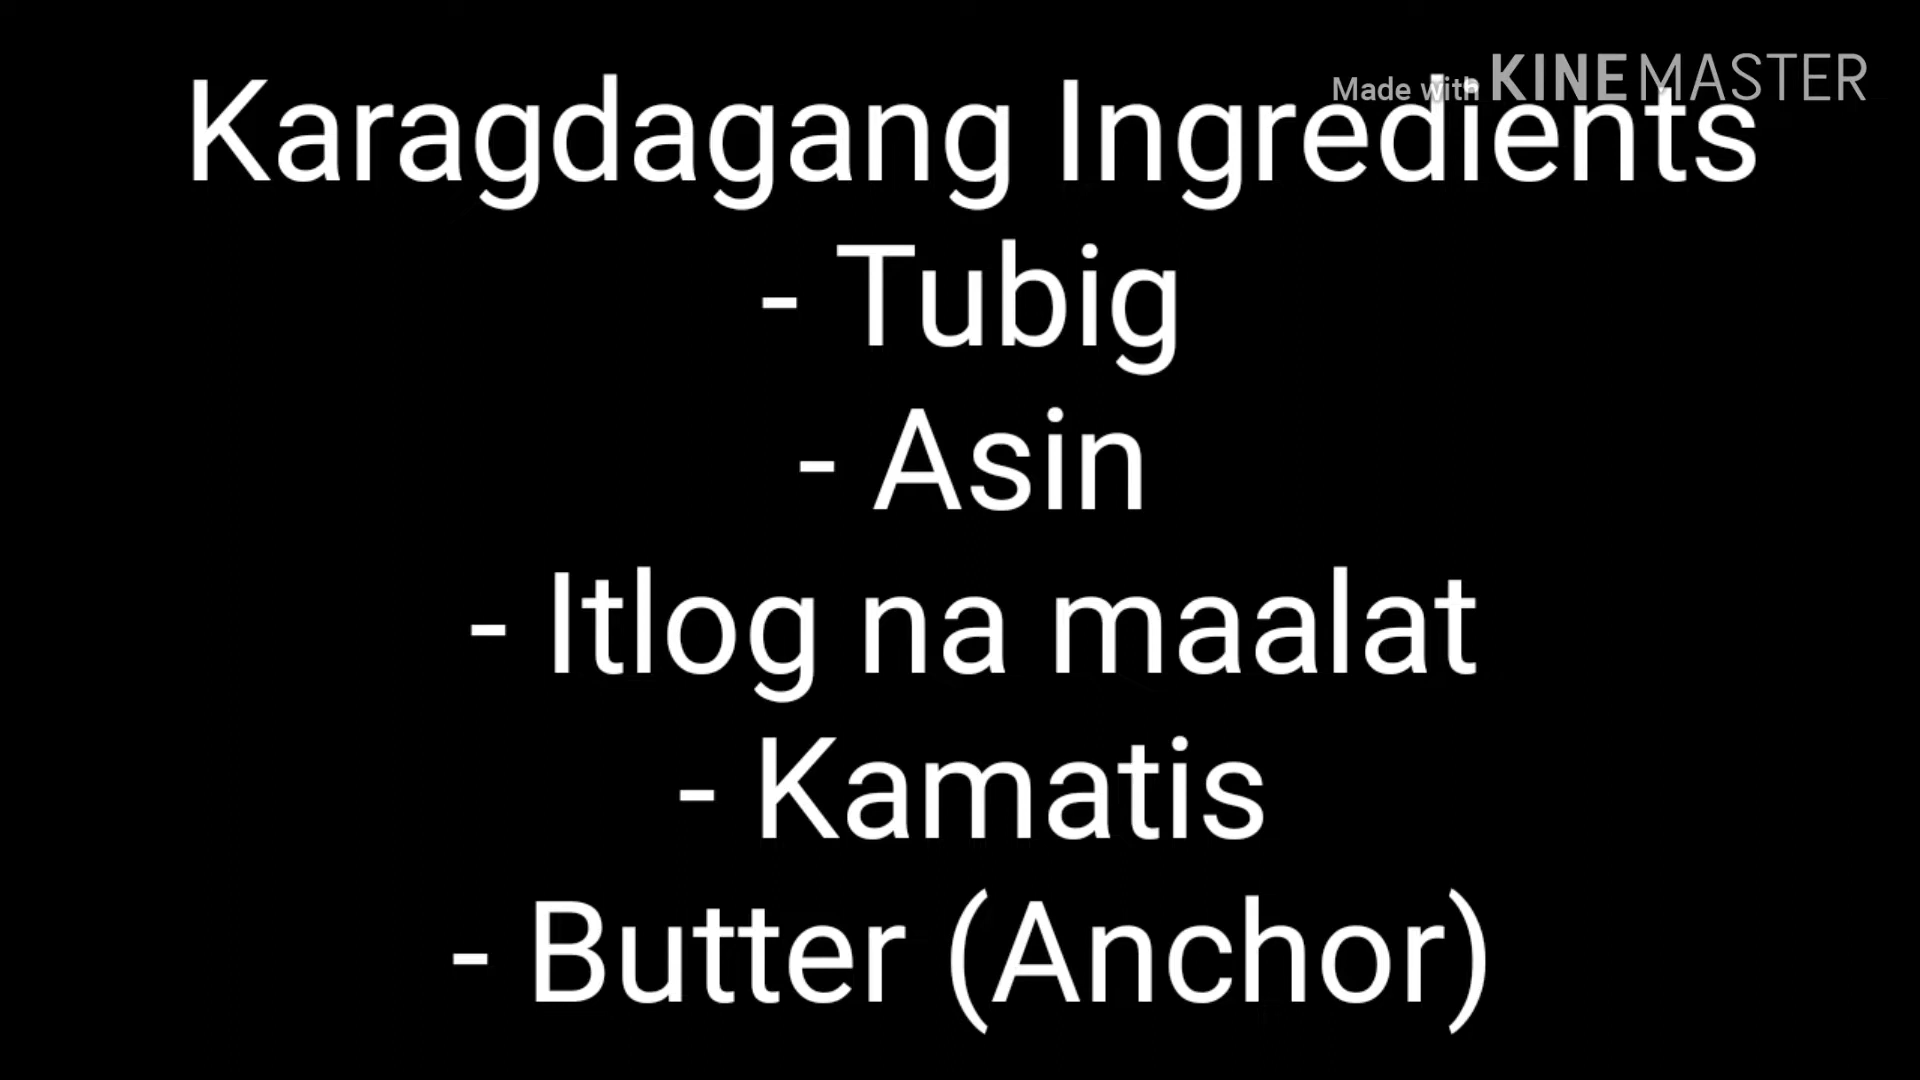 Made with KINEMASTER
Karagdagang Ingredients
- Tubig
- Asin
- Itlog na maalat
- Kamatis
- Butter (Anchor)